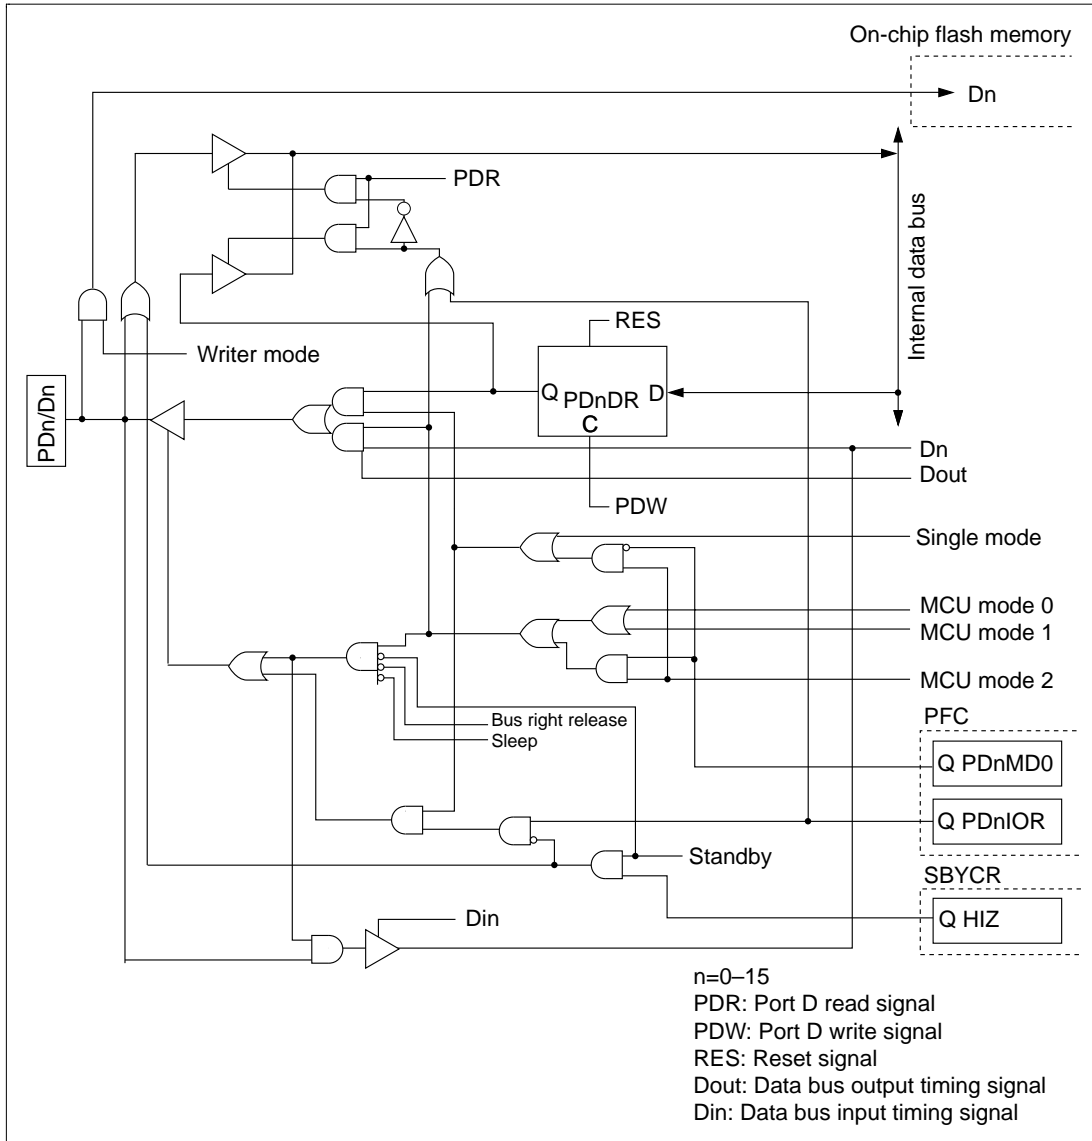 On-chip flash memory
Dn
PDR
Internal data bus
RES
Writer mode
PDn/Dn
Q
PDnDR
D
C
Dn
Dout
PDW
Single mode
MCU mode 0
MCU mode 1
MCU mode 2
Bus right release
Sleep
PFC
Q PDnMD0
Q PDnIOR
Standby
SBYCR
Q HIZ
Din
n=0–15
PDR: Port D read signal
PDW: Port D write signal
RES: Reset signal
Dout: Data bus output timing signal
Din: Data bus input timing signal